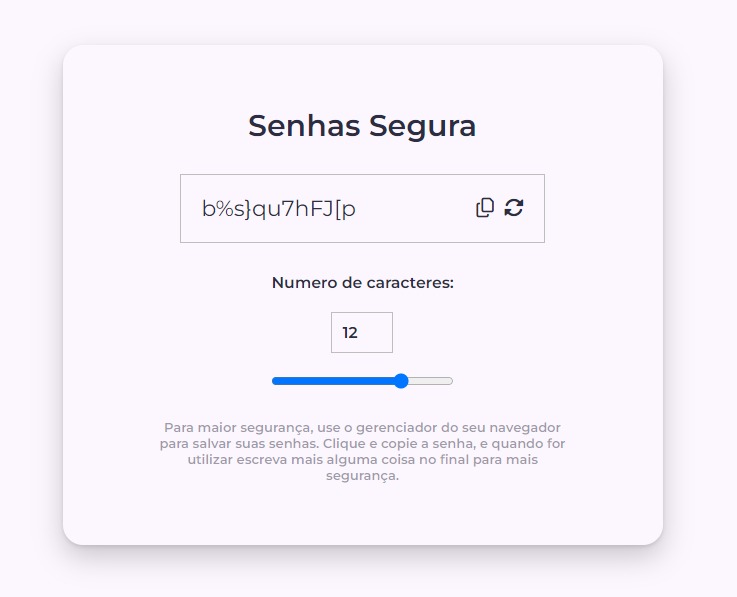 Senhas Segura
b%s}qu7hFJ[p
Numero de caracteres:
12
Para maior segurança, use o gerenciador do seu navegador
para salvar suas senhas. Clique e copie a senha, e quando for
utilizar escreva mais alguma coisa no final para mais
segurança.